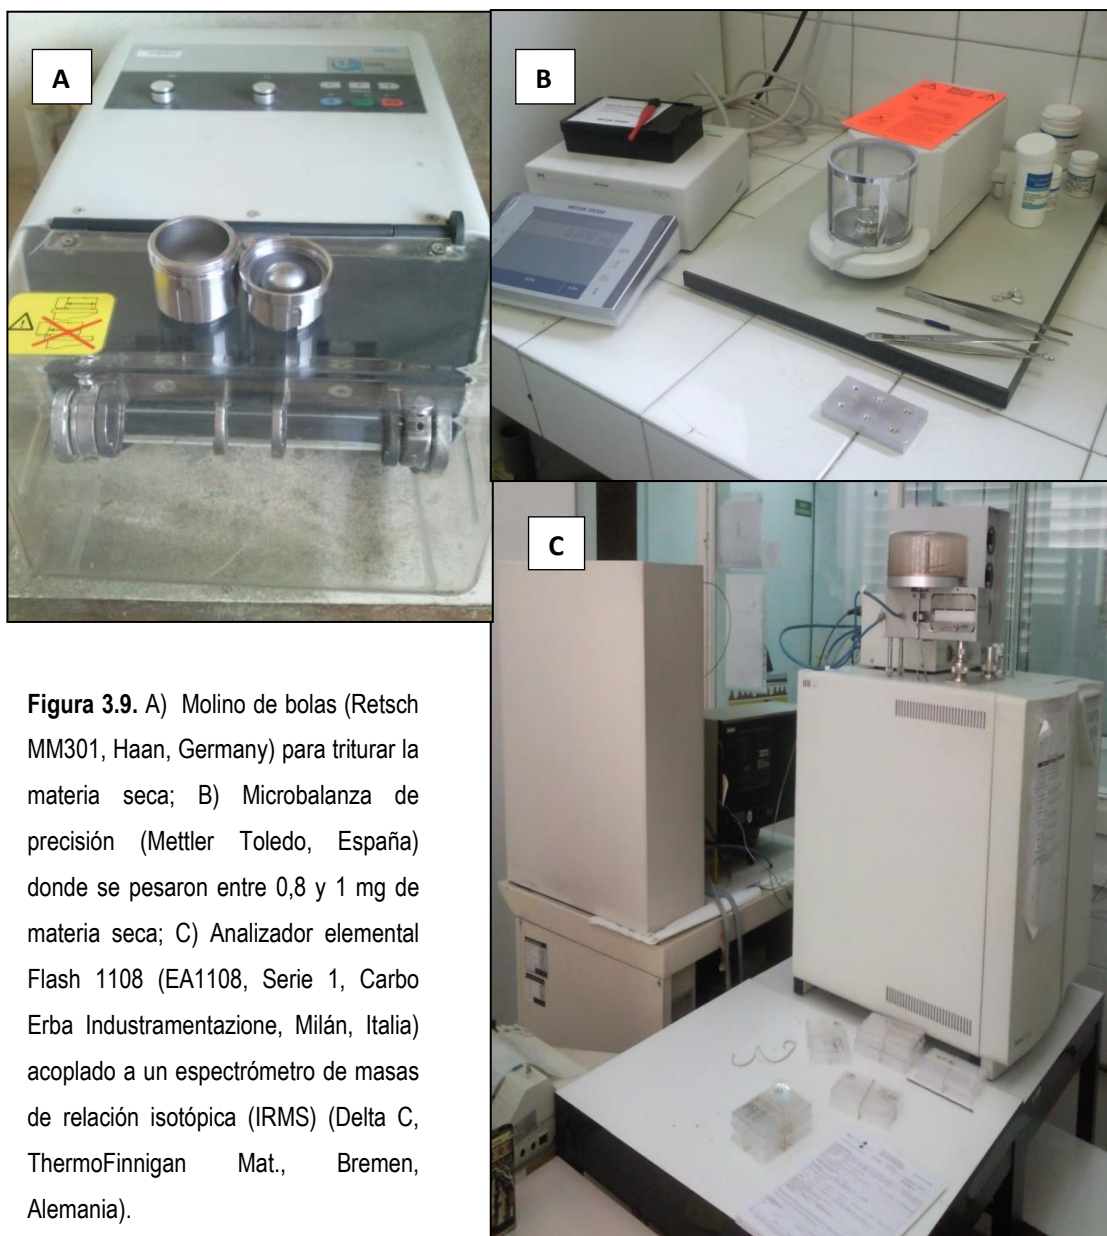 A
B
C
METTLER TOLEDO
Figura 3.9. A) Molino de bolas (Retsch
MM301, Haan, Germany) para triturar la
materia seca; B) Microbalanza de
precisión (Mettler Toledo, España)
donde se pesaron entre 0,8 y 1 mg de
materia seca; C) Analizador elemental
Flash 1108 (EA1108, Serie 1, Carbo
Erba Industramentazione, Milán, Italia)
acoplado a un espectrómetro de masas
de relación isotópica (IRMS) (Delta C,
ThermoFinnigan Mat., Bremen,
Alemania).